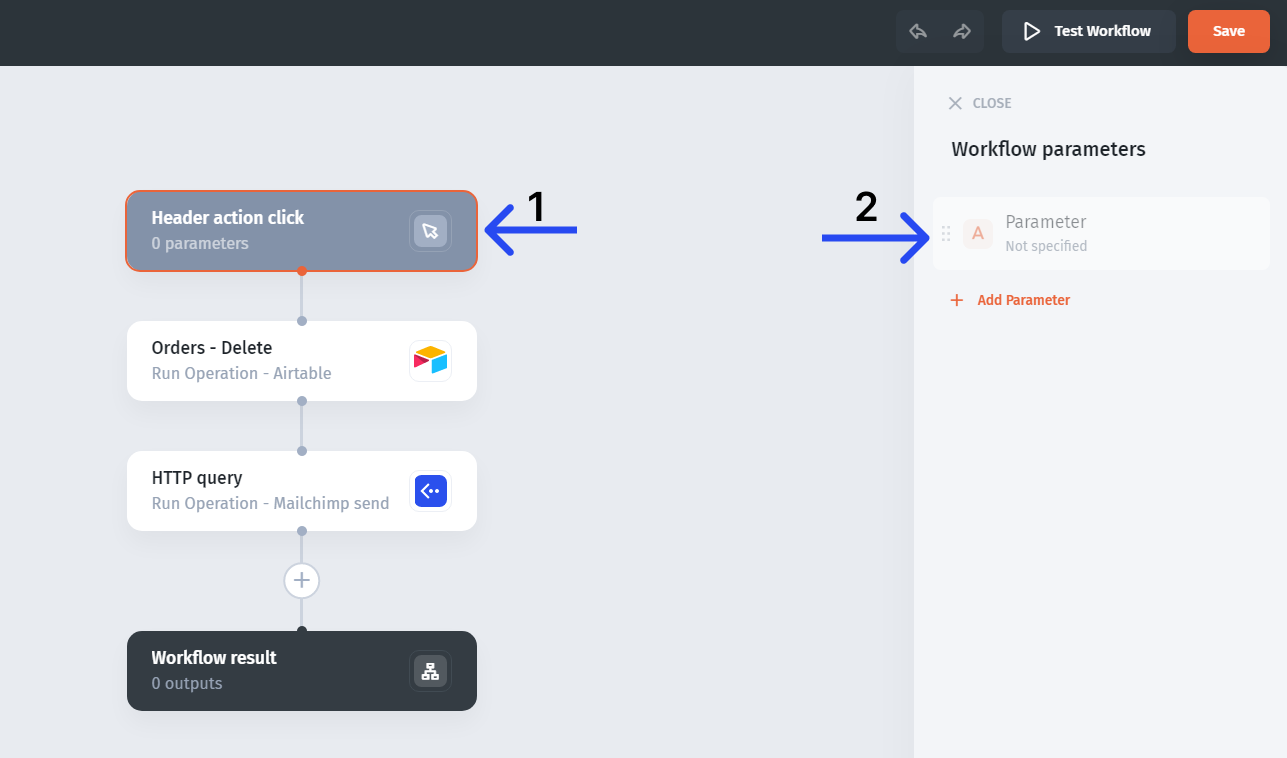 Test Workflow
Save
CLOSE
Workflow parameters
Header action click
0 parameters
1
2
A
Parameter
Not specified
Add Parameter
Orders - Delete
Run Operation - Airtable
HTTP query
Run Operation - Mailchimp send
Workflow result
0 outputs